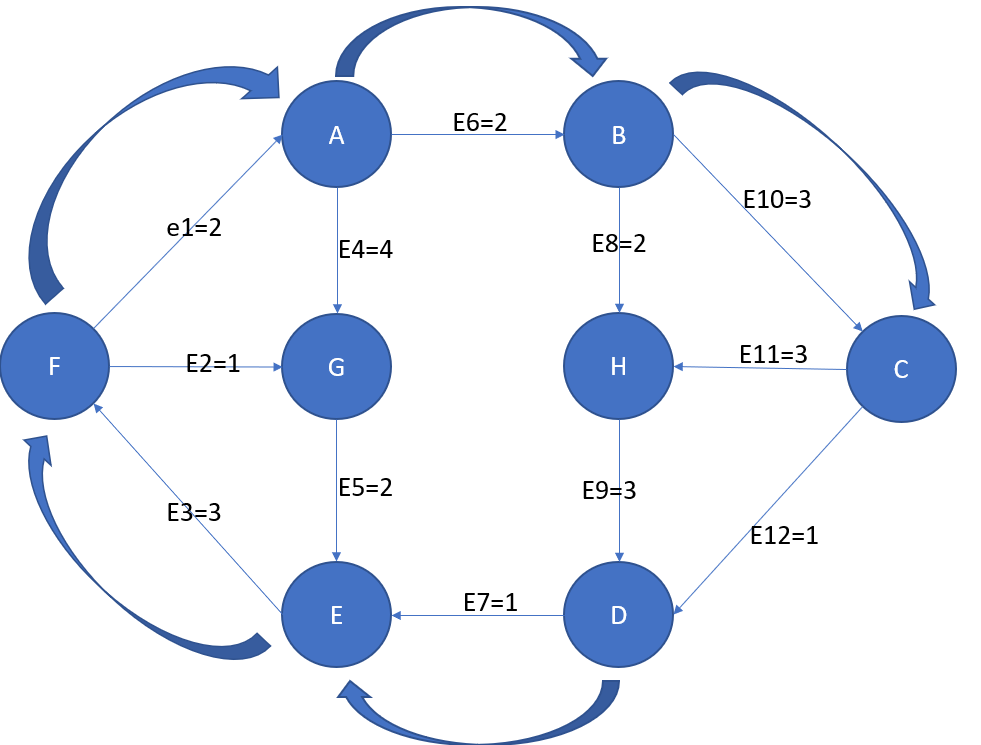 A
E6=2
B
E10=3
e1=2
E4=4
E8=2
F
E2=1
G
H
E11=3
C
E3=3
E5=2
E9=3
E12=1
E
E7=1
D